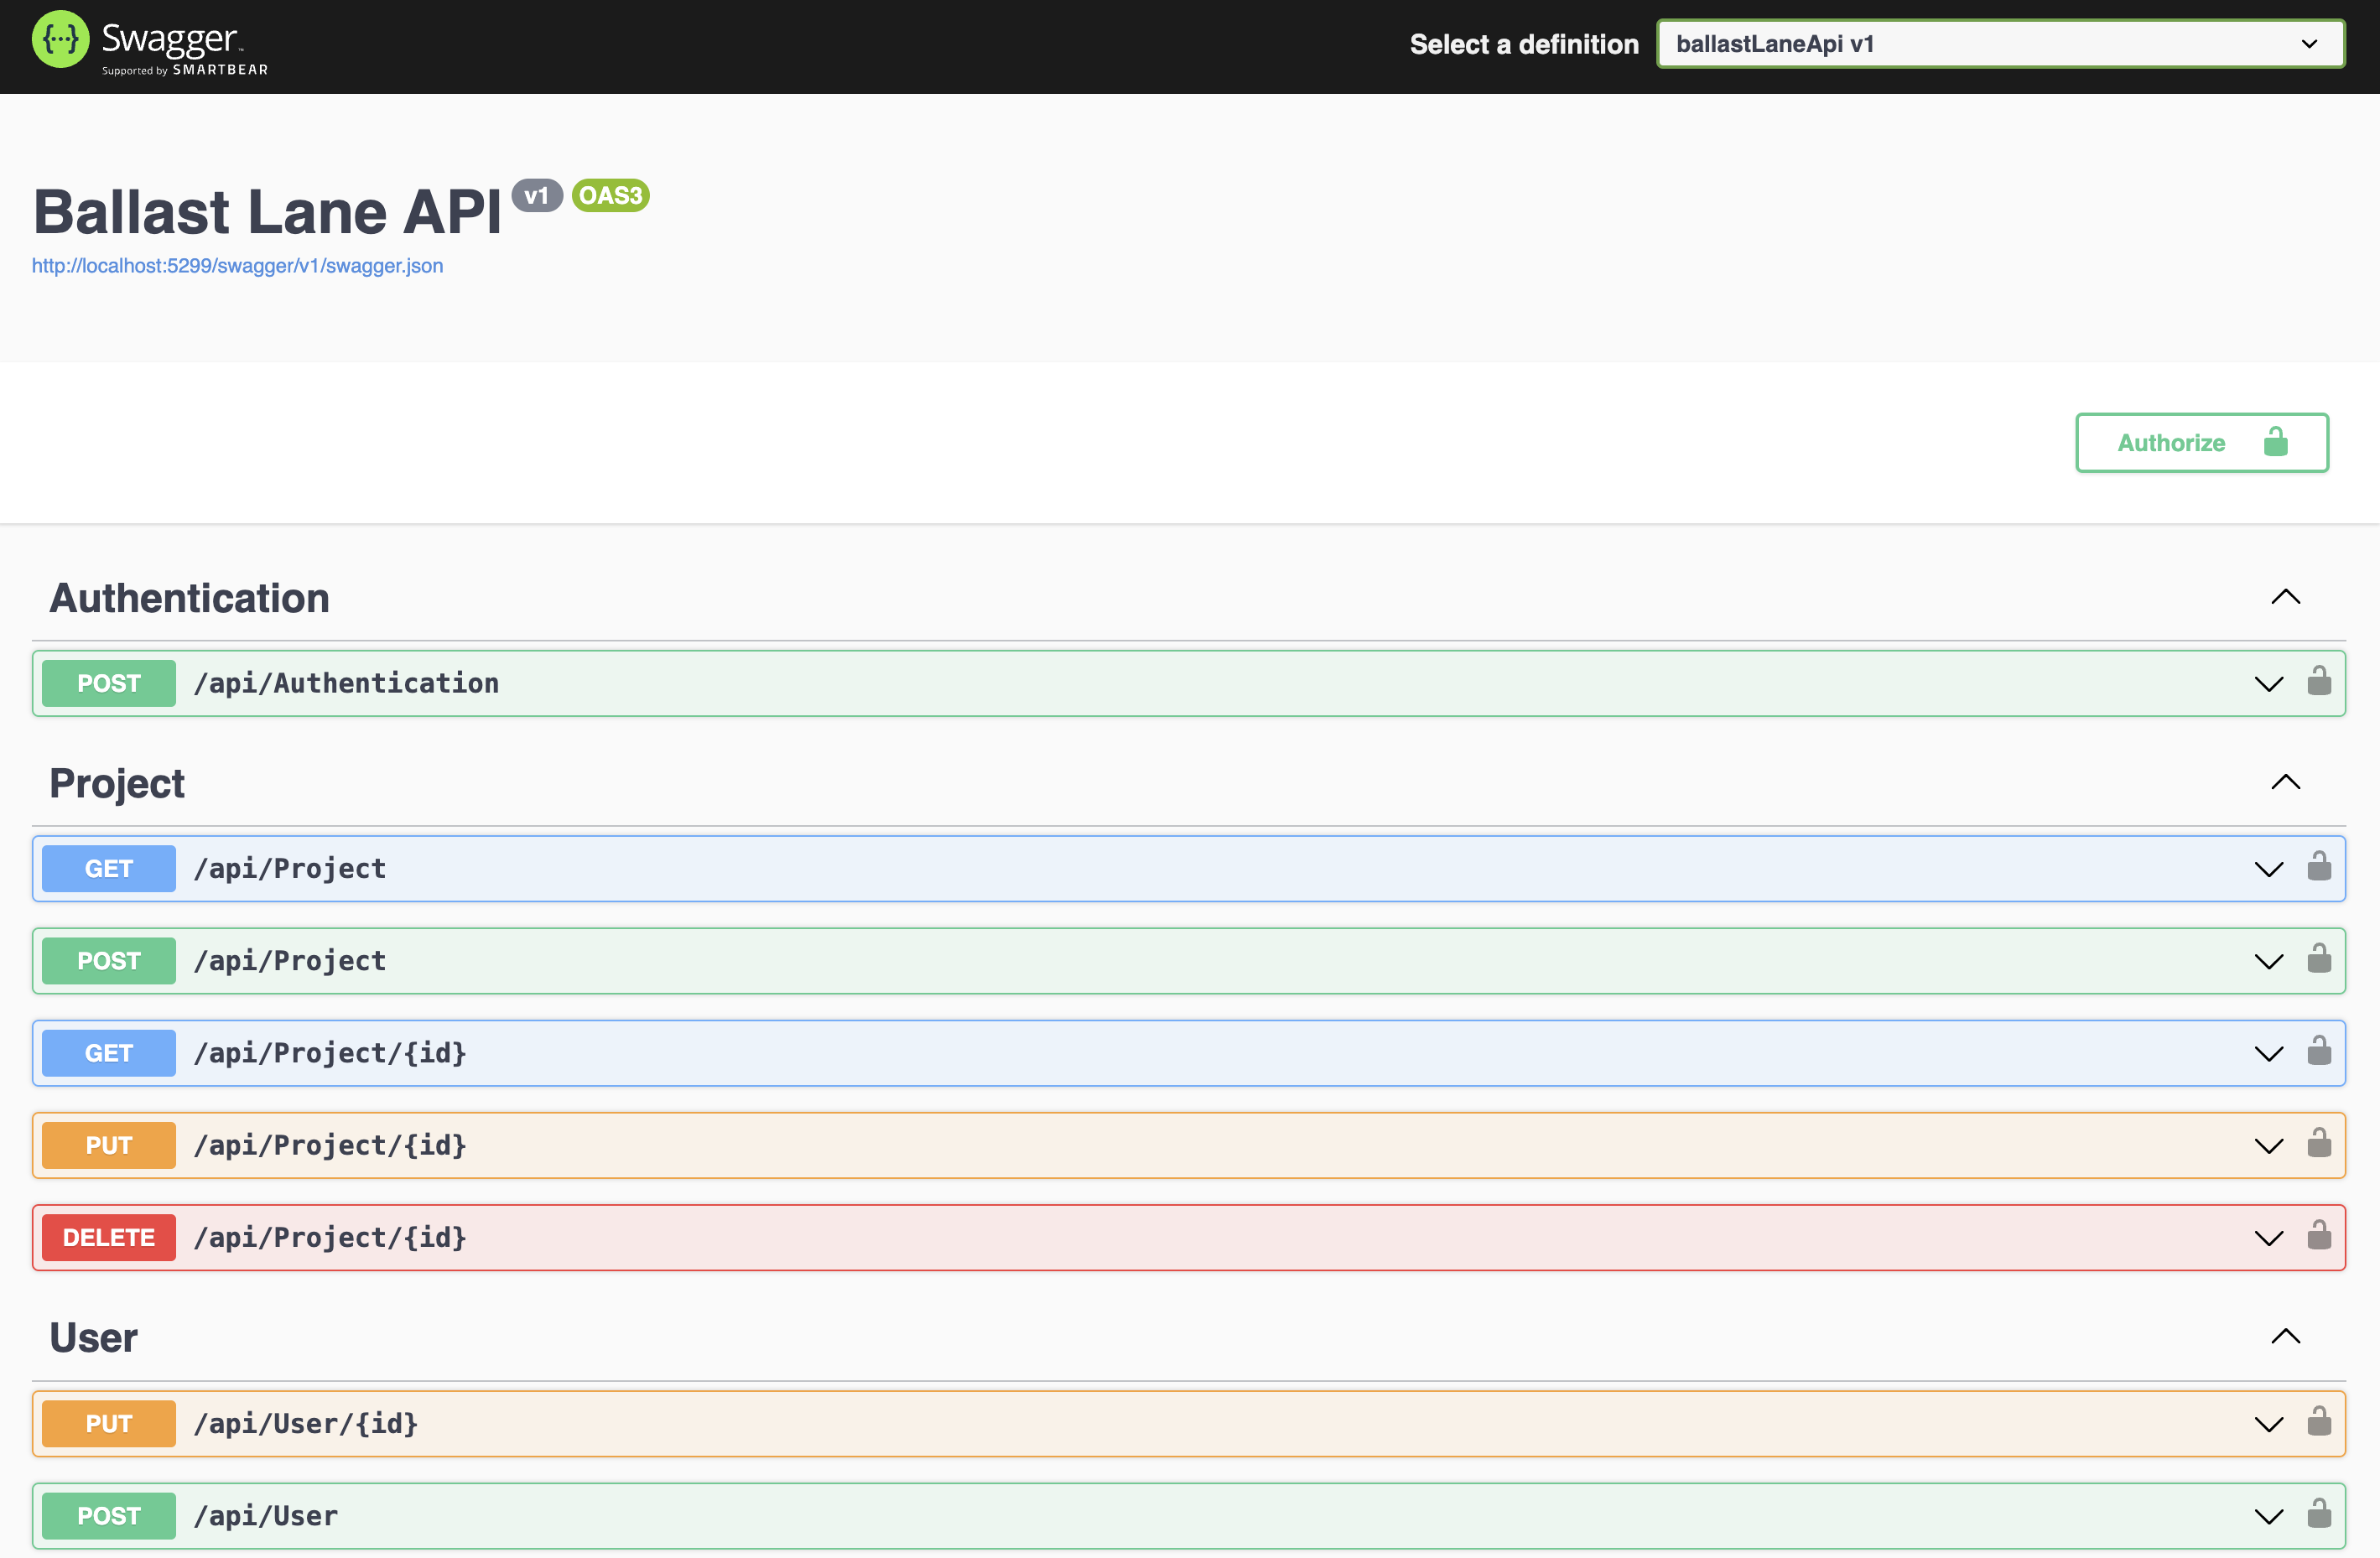 {···} Swagger™
Supported by SMARTBEAR
Select a definition
ballastLaneApi v1
Ballast Lane API v1 OAS3
http://localhost:5299/swagger/v1/swagger.json
Authorize
Authentication
POST /api/Authentication
Project
GET /api/Project
POST /api/Project
GET /api/Project/{id}
PUT /api/Project/{id}
DELETE /api/Project/{id}
User
PUT /api/User/{id}
POST /api/User